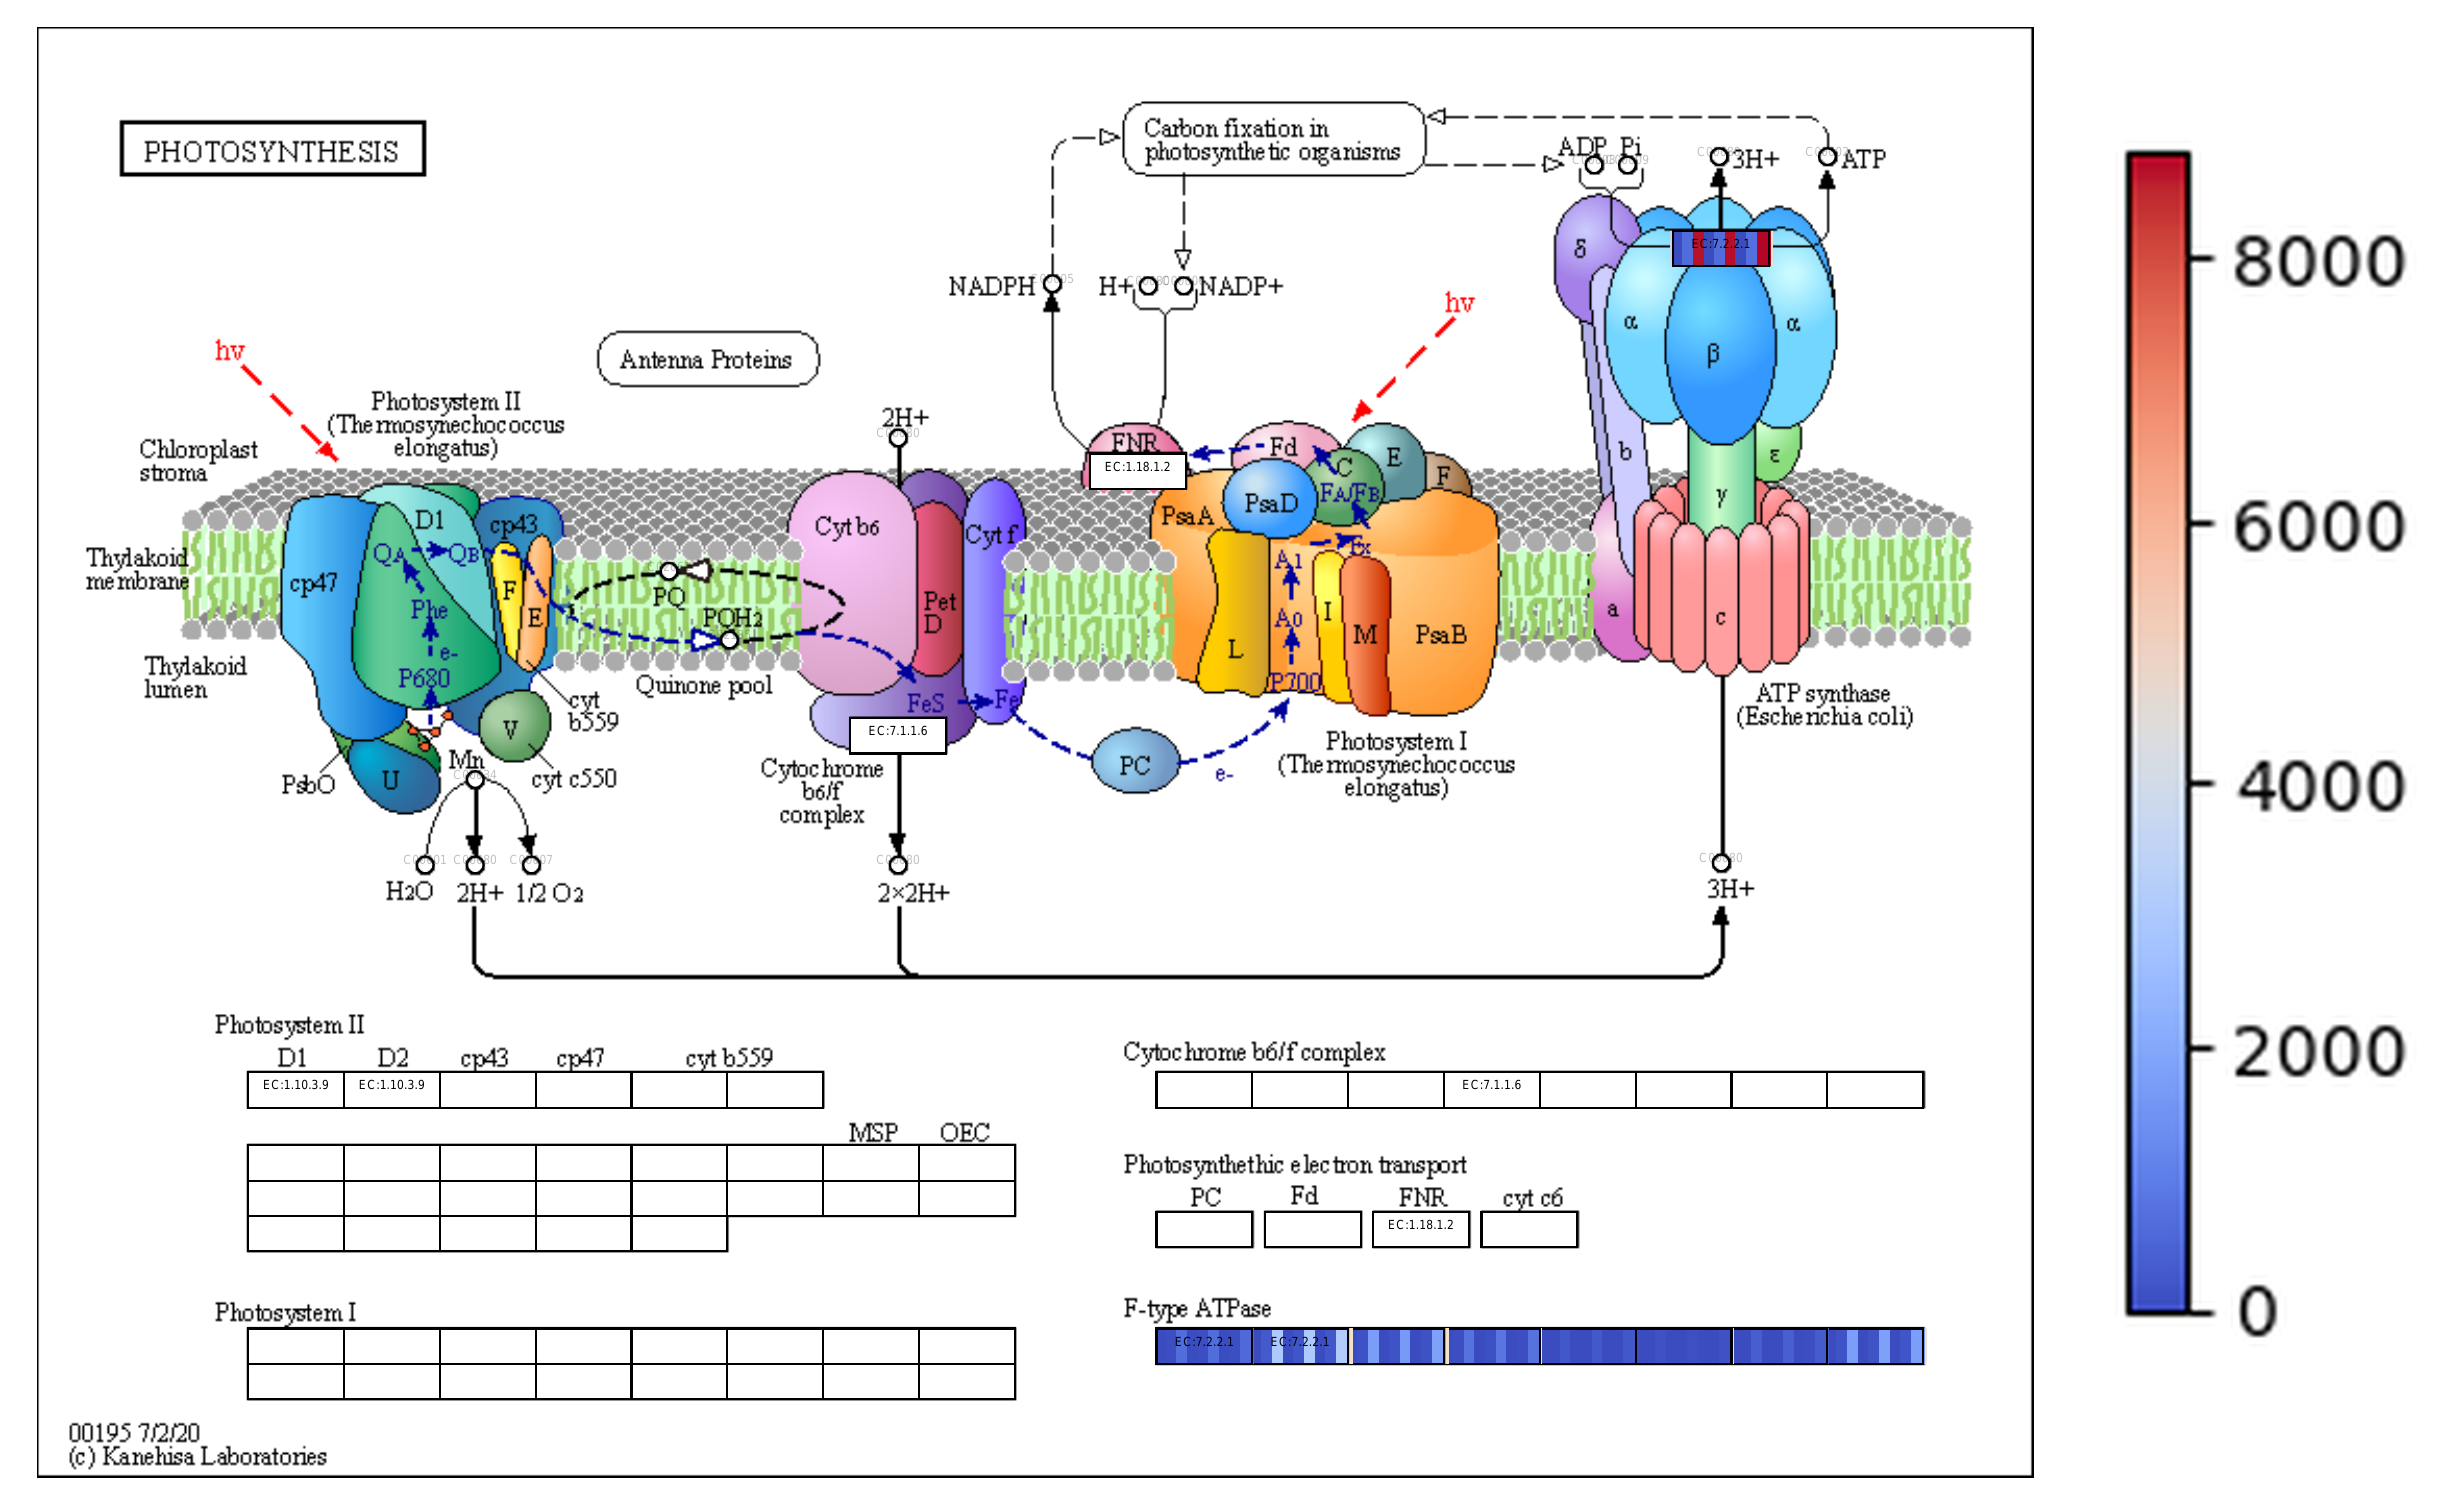 PHOTOSYNTHESIS
Carbon fixation in
photosynthetic organisms
ADP
Pi
3H+
ATP
EC:7.2.2.1
δ
α
β
α
b
γ
ε
a
c
NADPH
H+
NADP+
hv
hv
Antenna Proteins
Photosystem II
(Thermosynechococcus
elongatus)
Chloroplast
stroma
Thylakoid
membrane
Thylakoid
lumen
2H+
FNR
EC:1.18.1.2
Fd
C
E
F
FA/FB
PsaD
PsaA
Fx
A1
A0
P700
L
I
M
PsaB
D1
cp43
cp47
QA
QB
Phe
e-
P680
F
E
V
U
Mn
PsbO
cyt
b559
cyt c550
PQ
PQH2
Quinone pool
Cyt b6
Cyt f
Pet
D
FeS
Fe
EC:7.1.1.6
Cytochrome
b6/f
complex
PC
e-
Photosystem I
(Thermosynechococcus
elongatus)
ATP synthase
(Escherichia coli)
H2O
2H+
1/2 O2
2×2H+
3H+
Photosystem II
D1 D2 cp43 cp47 cyt b559
EC:1.10.3.9 EC:1.10.3.9
MSP OEC
Photosystem I
Cytochrome b6/f complex
EC:7.1.1.6
Photosynthethic electron transport
PC Fd FNR cyt c6
EC:1.18.1.2
F-type ATPase
EC:7.2.2.1 EC:7.2.2.1
00195 7/2/20
(c) Kanehisa Laboratories
8000
6000
4000
2000
0